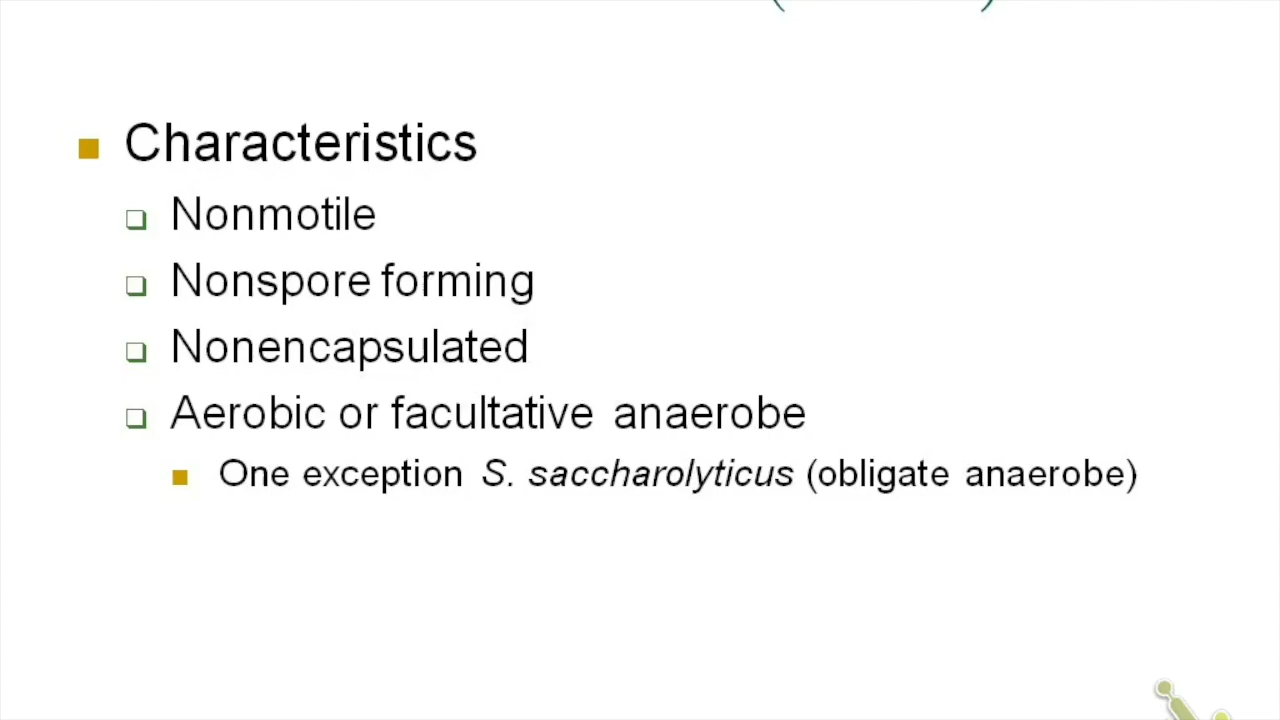 Characteristics
Nonmotile
Nonspore forming
Nonencapsulated
Aerobic or facultative anaerobe
One exception S. saccharolyticus (obligate anaerobe)